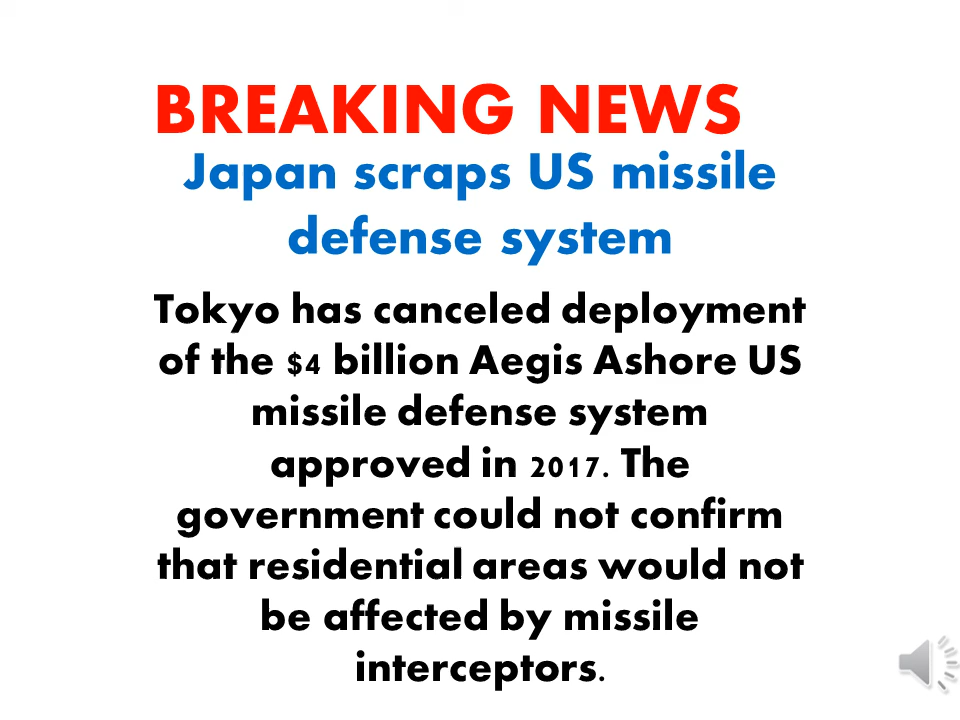 BREAKING NEWS
Japan scraps US missile
defense system
Tokyo has canceled deployment
of the $4 billion Aegis Ashore US
missile defense system
approved in 2017. The
government could not confirm
that residential areas would not
be affected by missile
interceptors.